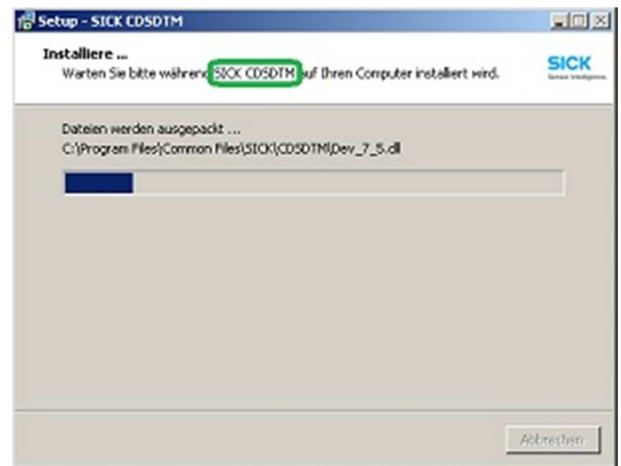 Setup - SICK CDSDTM
Installiere ...
Warten Sie bitte während SICK CDSDTM auf Ihren Computer installiert wird.
SICK
Sensor Intelligence.
Dateien werden ausgepackt ...
C:\Program Files\Common Files\SICK\CDSDTM\Dev_7_5.dll
Abbrechen